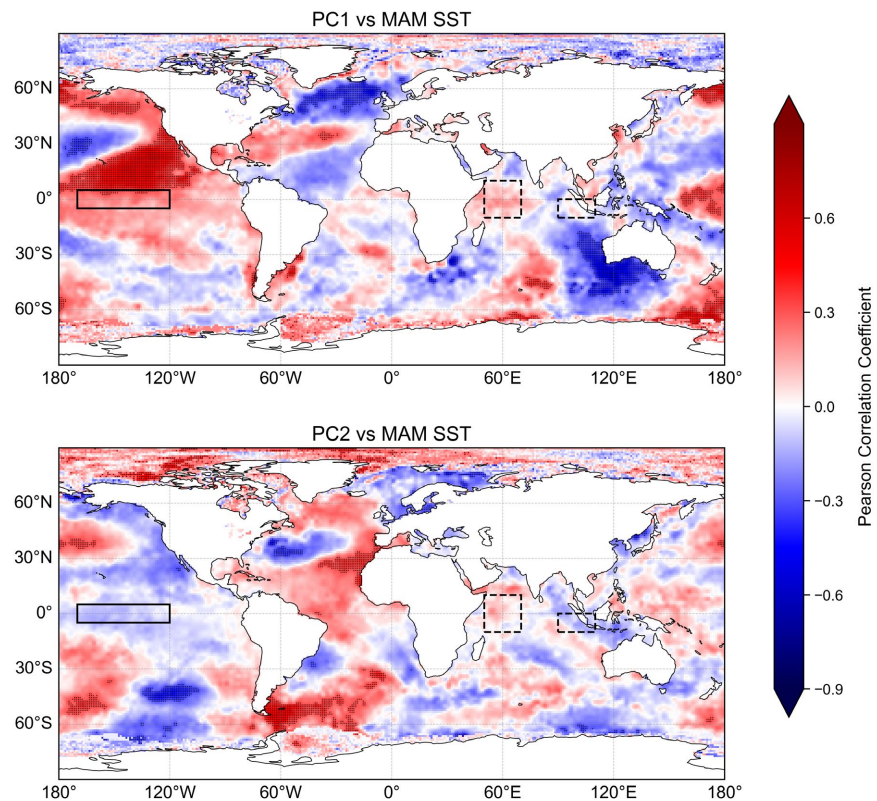 PC1 vs MAM SST
60°N
30°N
0°
30°S
60°S
180° 120°W 60°W 0° 60°E 120°E 180°
PC2 vs MAM SST
60°N
30°N
0°
30°S
60°S
180° 120°W 60°W 0° 60°E 120°E 180°
0.6
0.3
0.0
−0.3
−0.6
−0.9
Pearson Correlation Coefficient